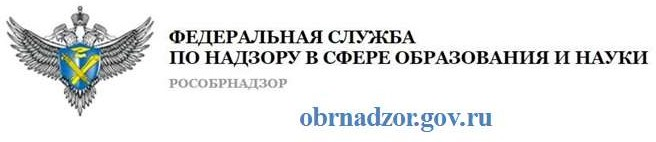 ФЕДЕРАЛЬНАЯ СЛУЖБА
ПО НАДЗОРУ В СФЕРЕ ОБРАЗОВАНИЯ И НАУКИ
РОСОБРНАДЗОР
obrnadzor.gov.ru